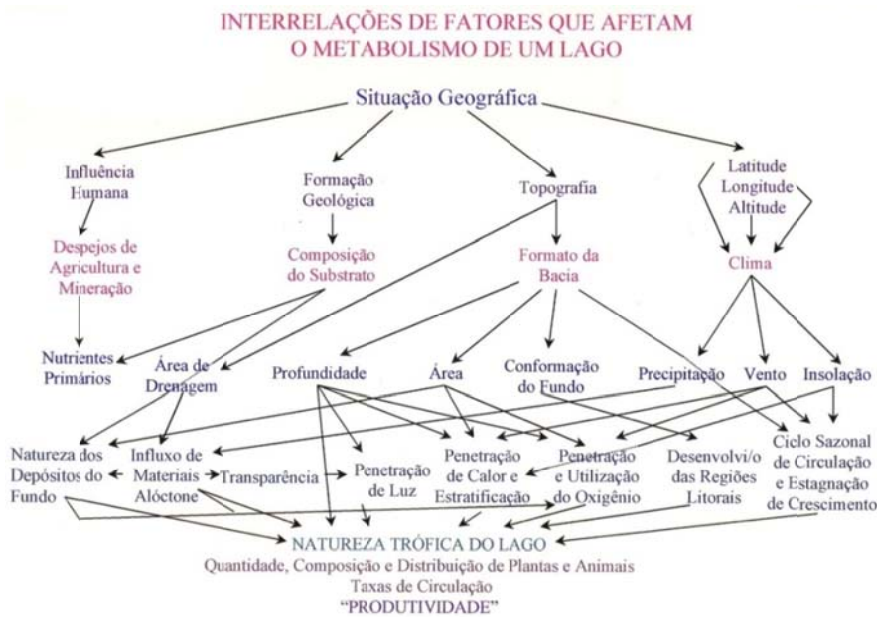 INTERRELAÇÕES DE FATORES QUE AFETAM
O METABOLISMO DE UM LAGO
Situação Geográfica
Influência
Humana
Formação
Geológica
Topografia
Latitude
Longitude
Altitude
Despejos de
Agricultura e
Mineração
Composição
do Substrato
Formato da
Bacia
Clima
Nutrientes
Primários
Área de
Drenagem
Profundidade
Área
Conformação
do Fundo
Precipitação
Vento
Insolação
Natureza dos
Depósitos do
Fundo
Influxo de
Materiais
Alóctone
Transparência
Penetração
de Luz
Penetração
de Calor e
Estratificação
Penetração
e Utilização
do Oxigênio
Desenvolvi/o
das Regiões
Litorais
Ciclo Sazonal
de Circulação
e Estagnação
de Crescimento
NATUREZA TRÓFICA DO LAGO
Quantidade, Composição e Distribuição de Plantas e Animais
Taxas de Circulação
“PRODUTIVIDADE”